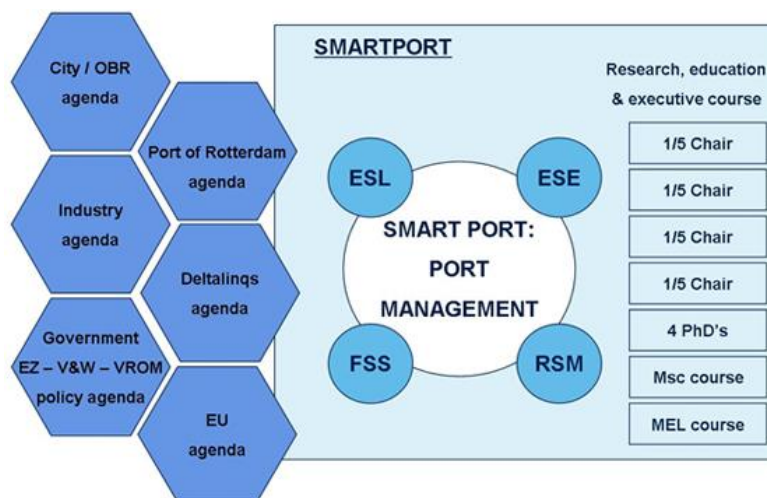 City / OBR
agenda
Port of Rotterdam
agenda
Industry
agenda
Deltalinqs
agenda
Government
EZ – V&W – VROM
policy agenda
EU
agenda
SMARTPORT
ESL
ESE
SMART PORT:
PORT
MANAGEMENT
FSS
RSM
Research, education
& executive course
1/5 Chair
1/5 Chair
1/5 Chair
1/5 Chair
4 PhD's
Msc course
MEL course